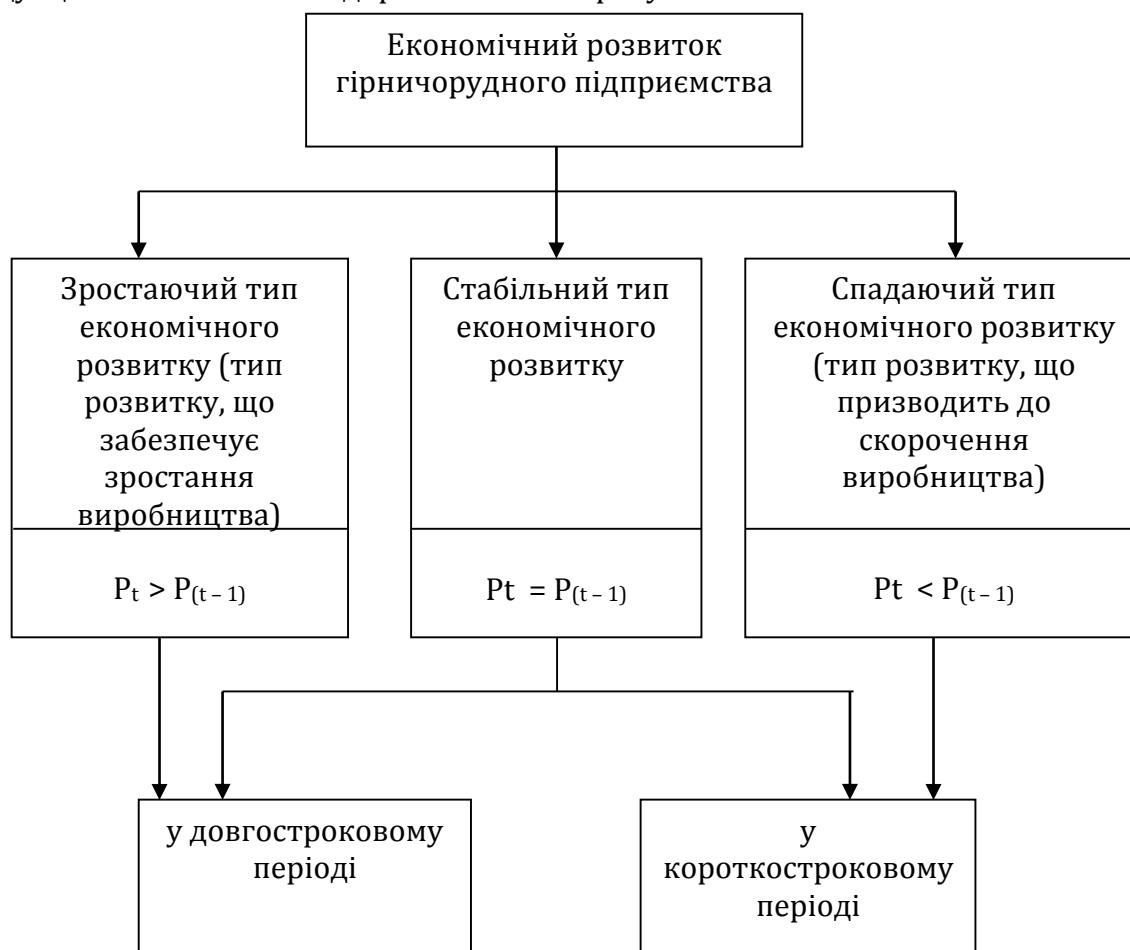 Економічний розвиток
гірничорудного підприємства
Зростаючий тип
економічного
розвитку (тип
розвитку, що
забезпечує
зростання
виробництва)
Pt > P(t – 1)
Стабільний тип
економічного
розвитку
Pt = P(t – 1)
Спадаючий тип
економічного розвитку
(тип розвитку, що
призводить до
скорочення
виробництва)
Pt < P(t – 1)
у довгостроковому
періоді
у
короткостроковому
періоді